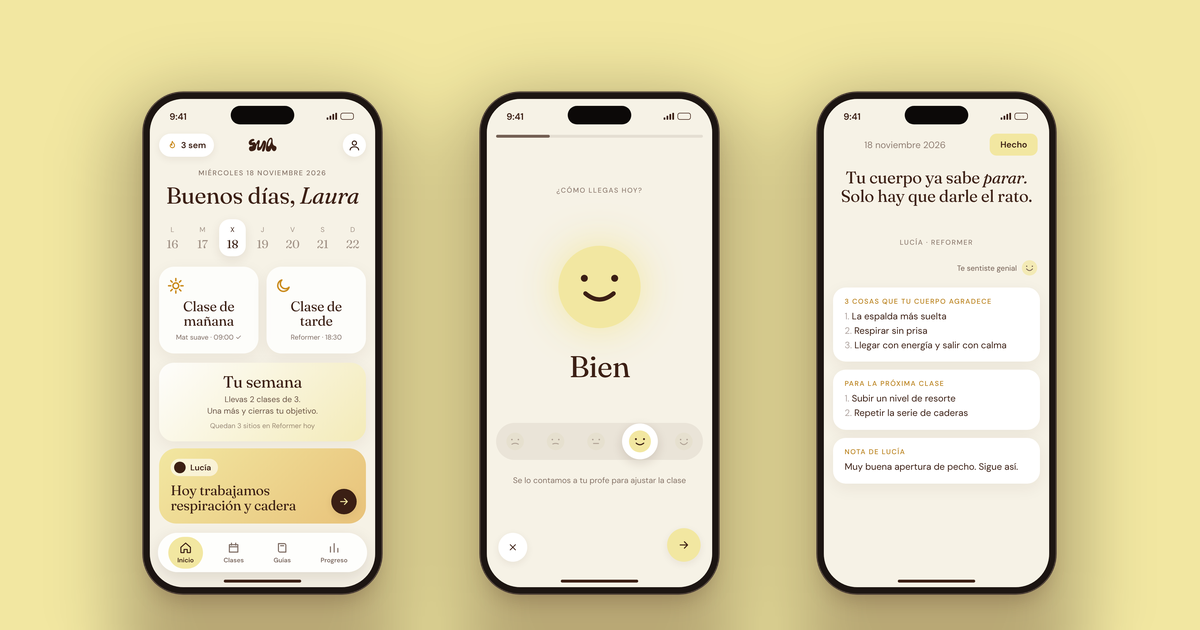 9:41
3 sem
sua
MIÉRCOLES 18 NOVIEMBRE 2026
Buenos días, Laura
L M X J V S D
16 17 18 19 20 21 22
Clase de
mañana
Mat suave · 09:00 ✓
Clase de
tarde
Reformer · 18:30
Tu semana
Llevas 2 clases de 3.
Una más y cierras tu objetivo.
Quedan 3 sitios en Reformer hoy
Lucía
Hoy trabajamos
respiración y cadera
Inicio
Clases
Guías
Progreso
9:41
¿CÓMO LLEGAS HOY?
Bien
Se lo contamos a tu profe para ajustar la clase
9:41
18 noviembre 2026
Hecho
Tu cuerpo ya sabe parar.
Solo hay que darle el rato.
LUCÍA · REFORMER
Te sentiste genial
3 COSAS QUE TU CUERPO AGRADECE
1. La espalda más suelta
2. Respirar sin prisa
3. Llegar con energía y salir con calma
PARA LA PRÓXIMA CLASE
1. Subir un nivel de resorte
2. Repetir la serie de caderas
NOTA DE LUCÍA
Muy buena apertura de pecho. Sigue así.